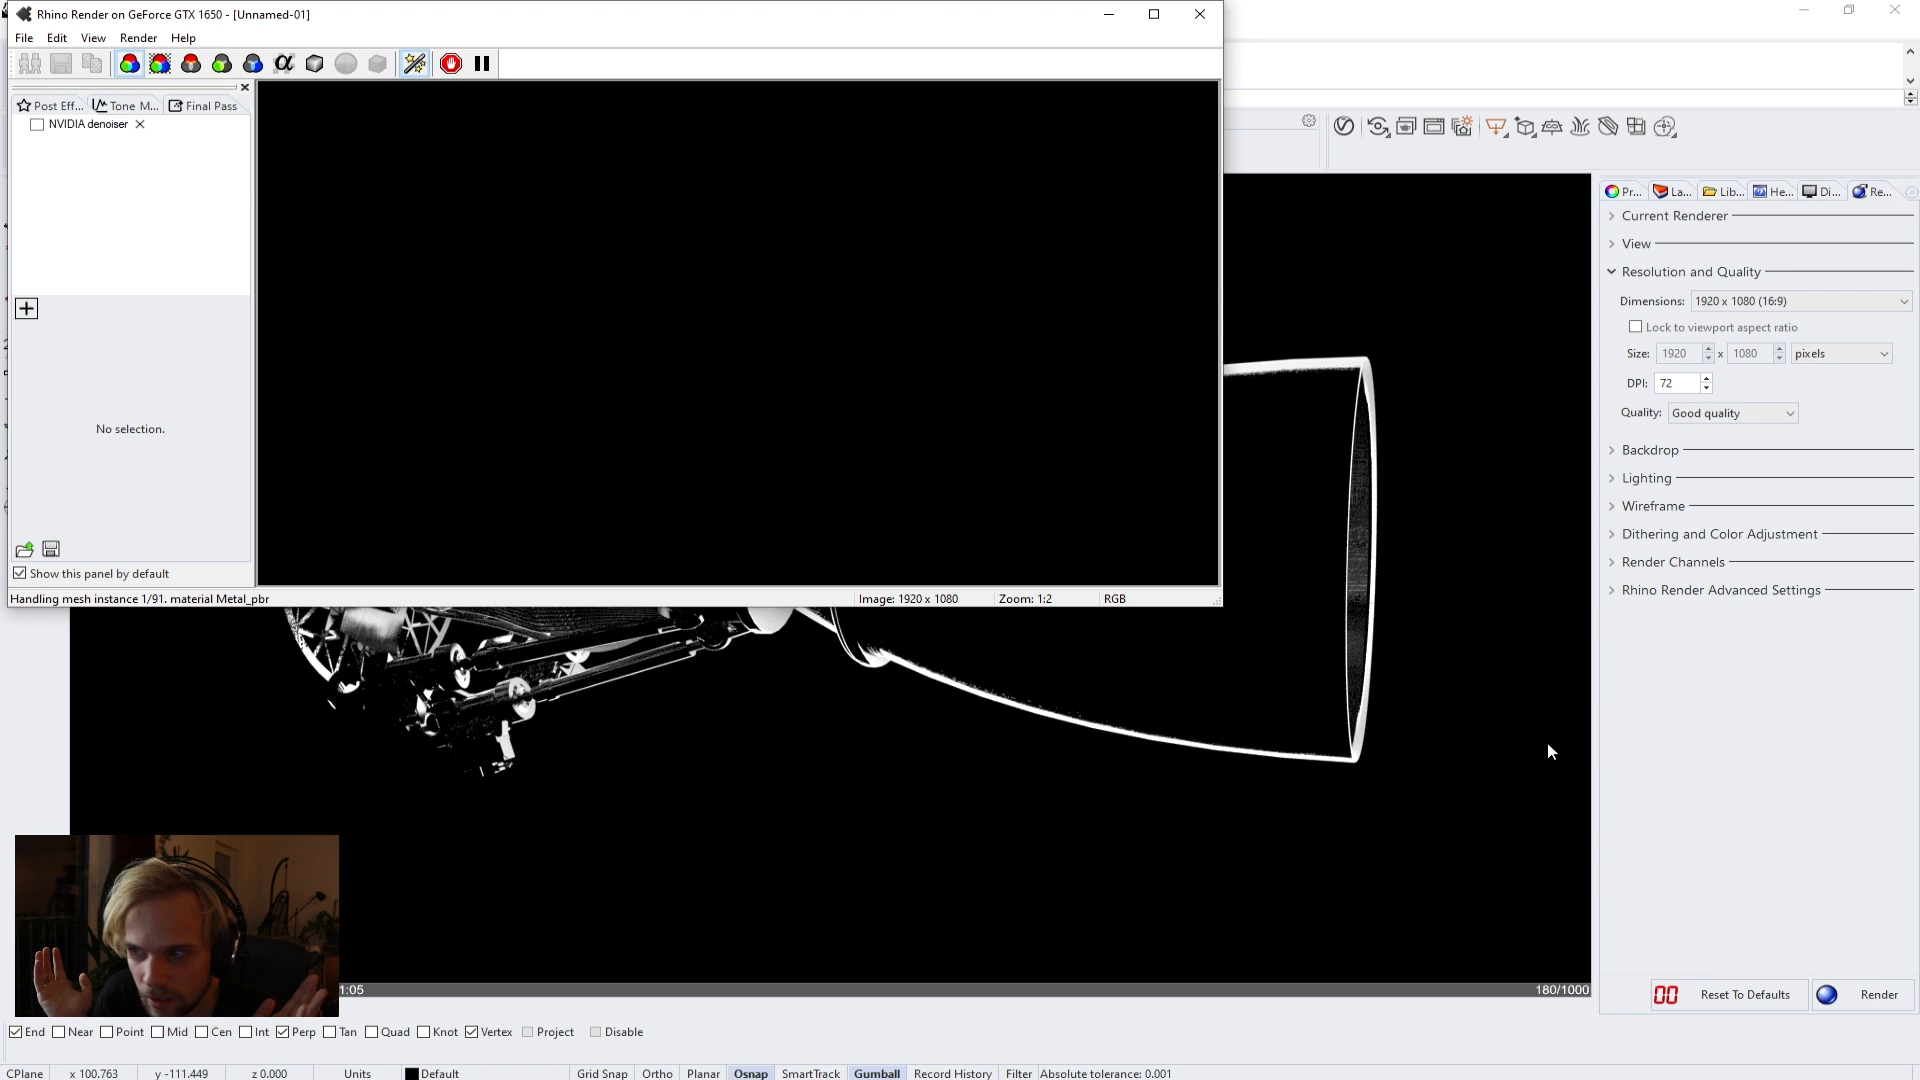 Rhino Render on GeForce GTX 1650 - [Unnamed-01]
File Edit View Render Help
Post Eff... Tone M... Final Pass
NVIDIA denoiser
No selection.
Show this panel by default
Handling mesh instance 1/91. material Metal_pbr Image: 1920 x 1080 Zoom: 1:2 RGB
Pr... La... Lib... He... Di... Re...
Current Renderer
View
Resolution and Quality
Dimensions: 1920 x 1080 (16:9)
Lock to viewport aspect ratio
Size: 1920 x 1080 pixels
DPI: 72
Quality: Good quality
Backdrop
Lighting
Wireframe
Dithering and Color Adjustment
Render Channels
Rhino Render Advanced Settings
1:05 180/1000
Reset To Defaults Render
End Near Point Mid Cen Int Perp Tan Quad Knot Vertex Project Disable
CPlane x 100.763 y -111.449 z 0.000 Units Default Grid Snap Ortho Planar Osnap SmartTrack Gumball Record History Filter Absolute tolerance: 0.001